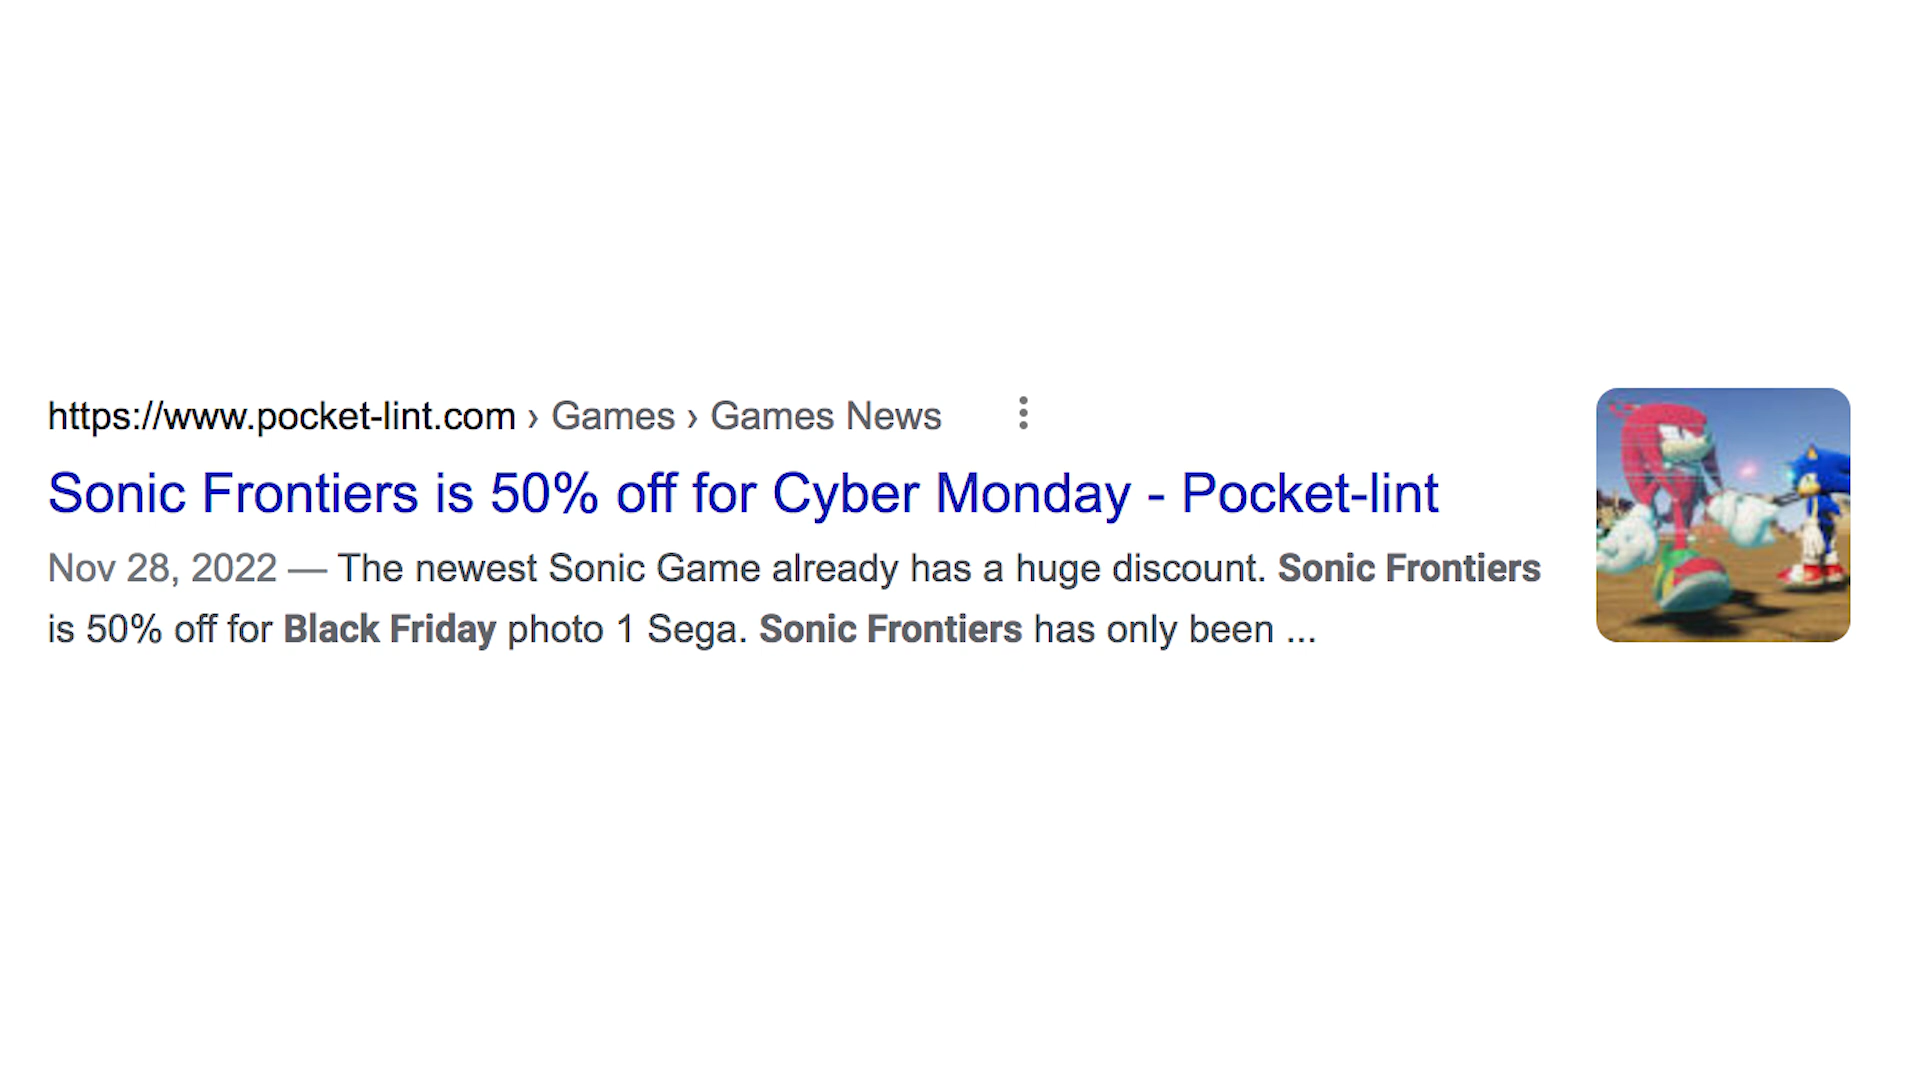 https://www.pocket-lint.com › Games › Games News
Sonic Frontiers is 50% off for Cyber Monday - Pocket-lint
Nov 28, 2022 — The newest Sonic Game already has a huge discount. Sonic Frontiers
is 50% off for Black Friday photo 1 Sega. Sonic Frontiers has only been ...